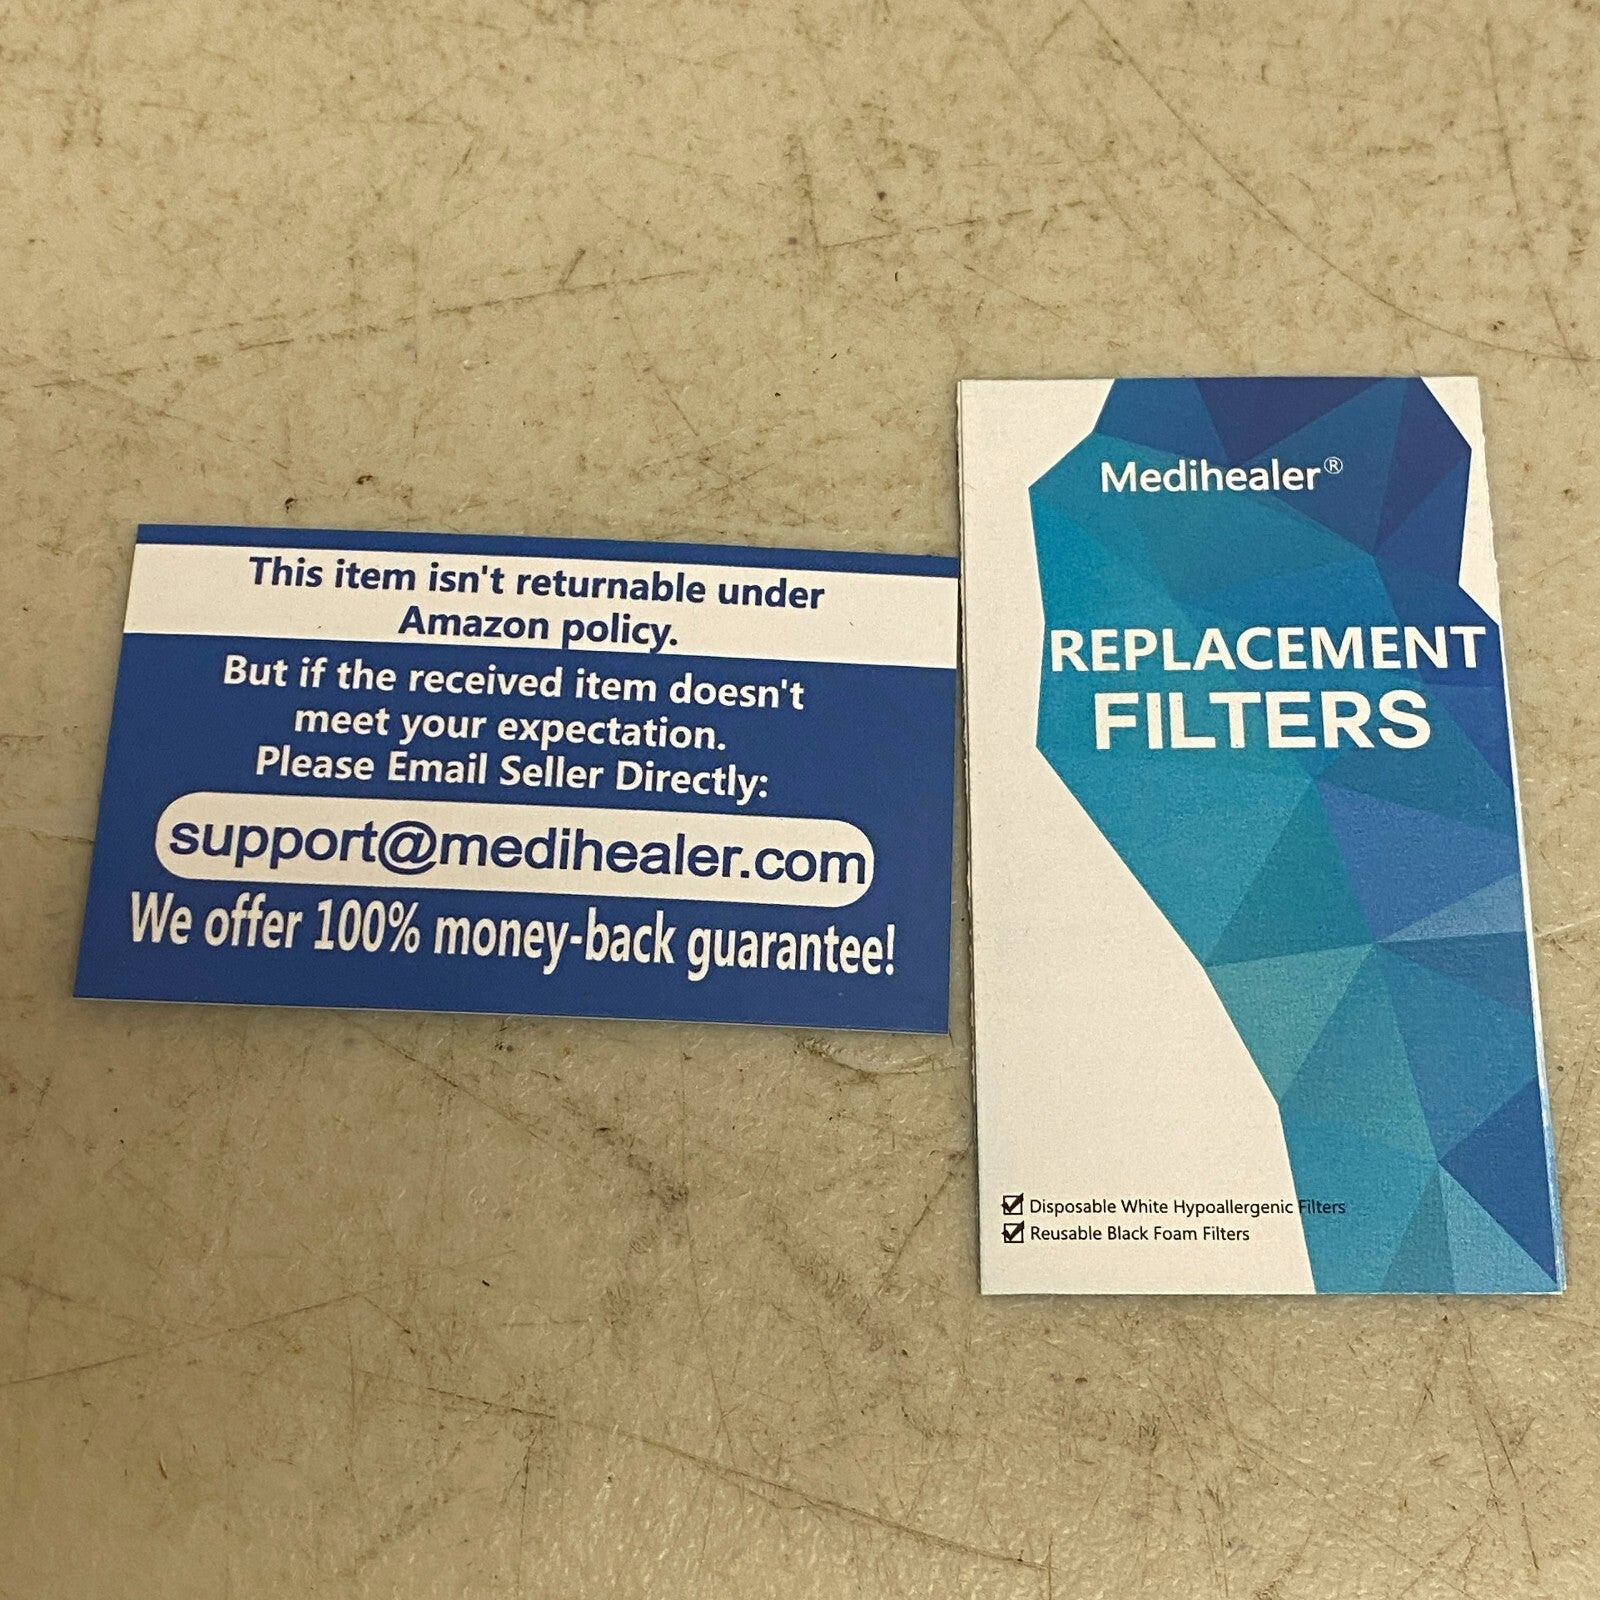 This item isn't returnable under
Amazon policy.
But if the received item doesn't
meet your expectation.
Please Email Seller Directly:
support@medihealer.com
We offer 100% money-back guarantee!
Medihealer®
REPLACEMENT
FILTERS
Disposable White Hypoallergenic Filters
Reusable Black Foam Filters